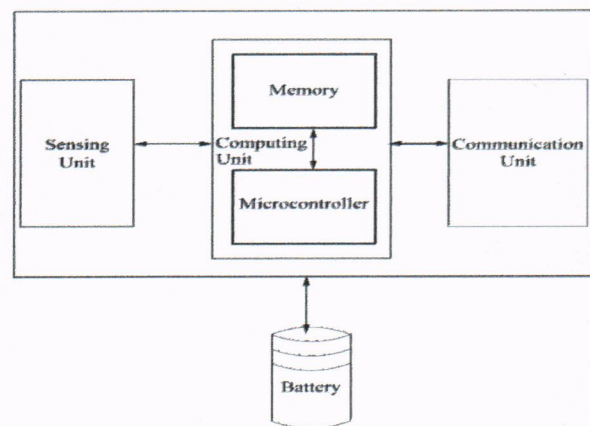 Memory
Sensing
Unit
Computing
Unit
Communication
Unit
Microcontroller
Battery